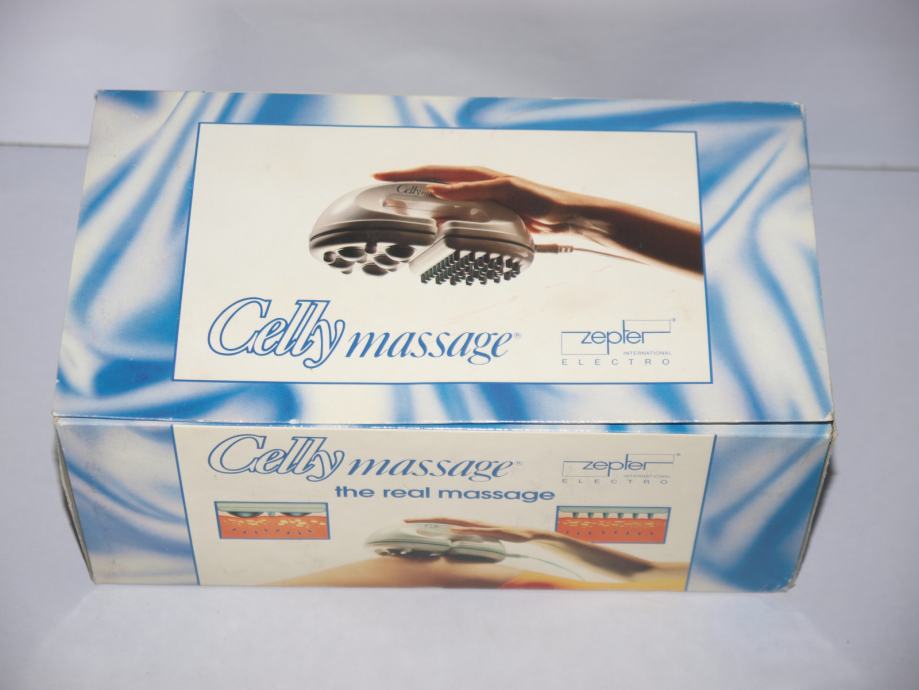 Celly
Celly massage®
zepter®
INTERNATIONAL
ELECTRO
Celly massage®
zepter®
INTERNATIONAL
ELECTRO
the real massage